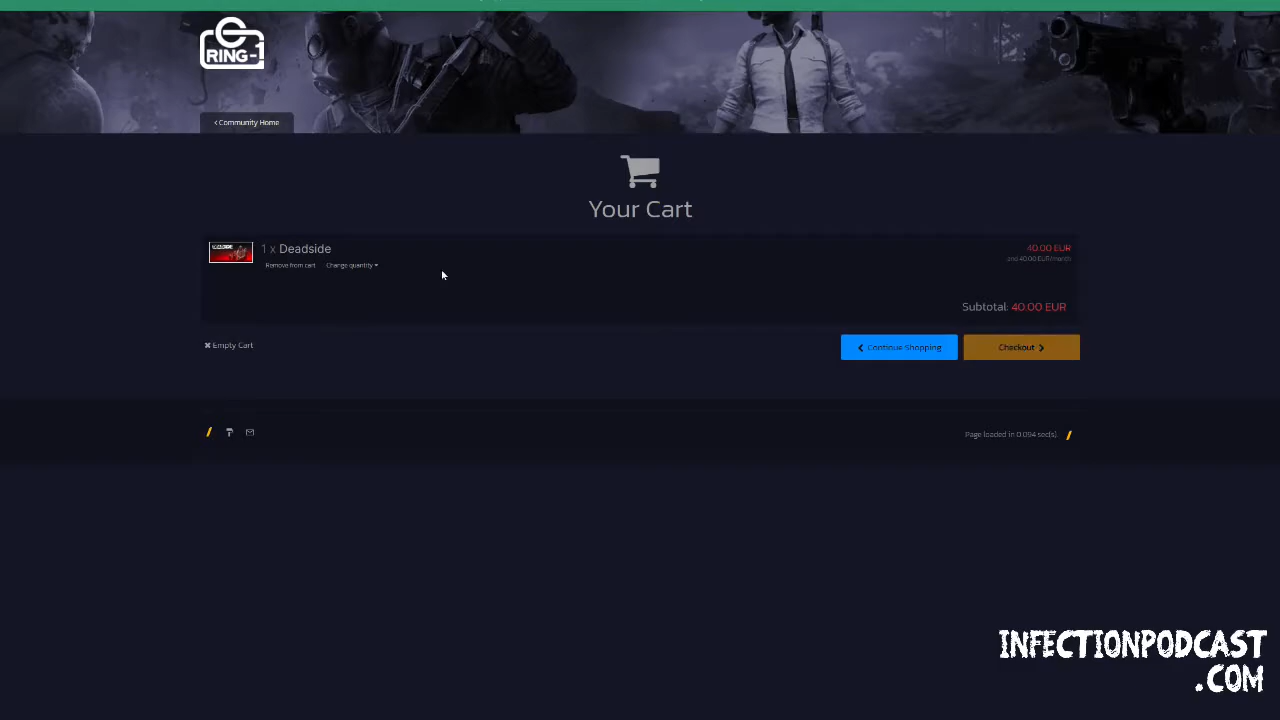 RING-1
Community Home
Your Cart
1 x Deadside
40.00 EUR
and 40.00 EUR/month
Remove from cart Change quantity
Subtotal: 40.00 EUR
Empty Cart
Continue Shopping
Checkout
Page loaded in 0.094 sec(s).
INFECTIONPODCAST
.COM